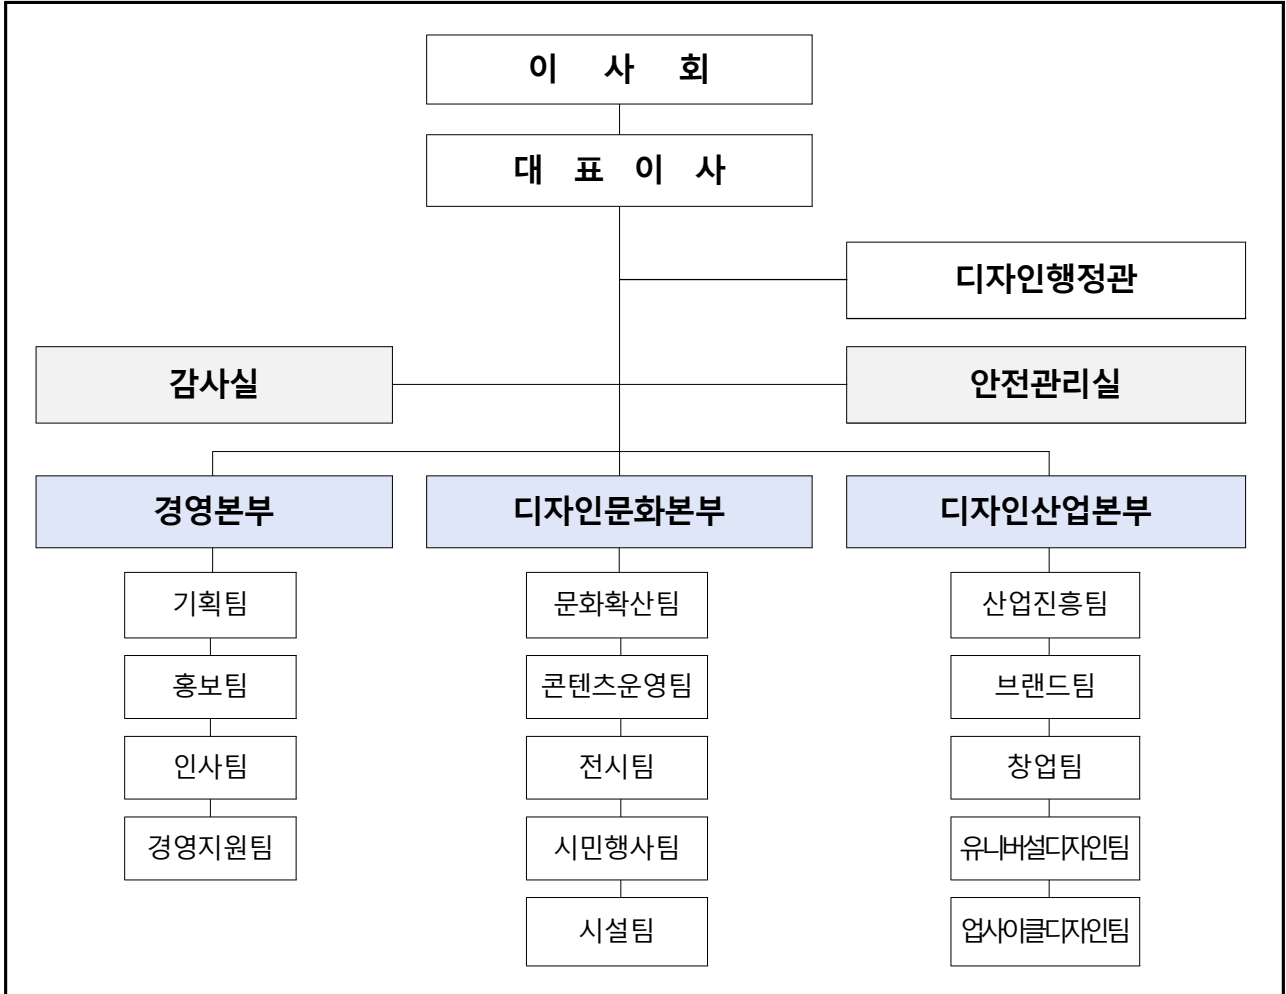 이 사 회
대 표 이 사
디자인행정관
감사실
안전관리실
경영본부
디자인문화본부
디자인산업본부
기획팀
문화확산팀
산업진흥팀
홍보팀
콘텐츠운영팀
브랜드팀
인사팀
전시팀
창업팀
경영지원팀
시민행사팀
유니버설디자인팀
시설팀
업사이클디자인팀